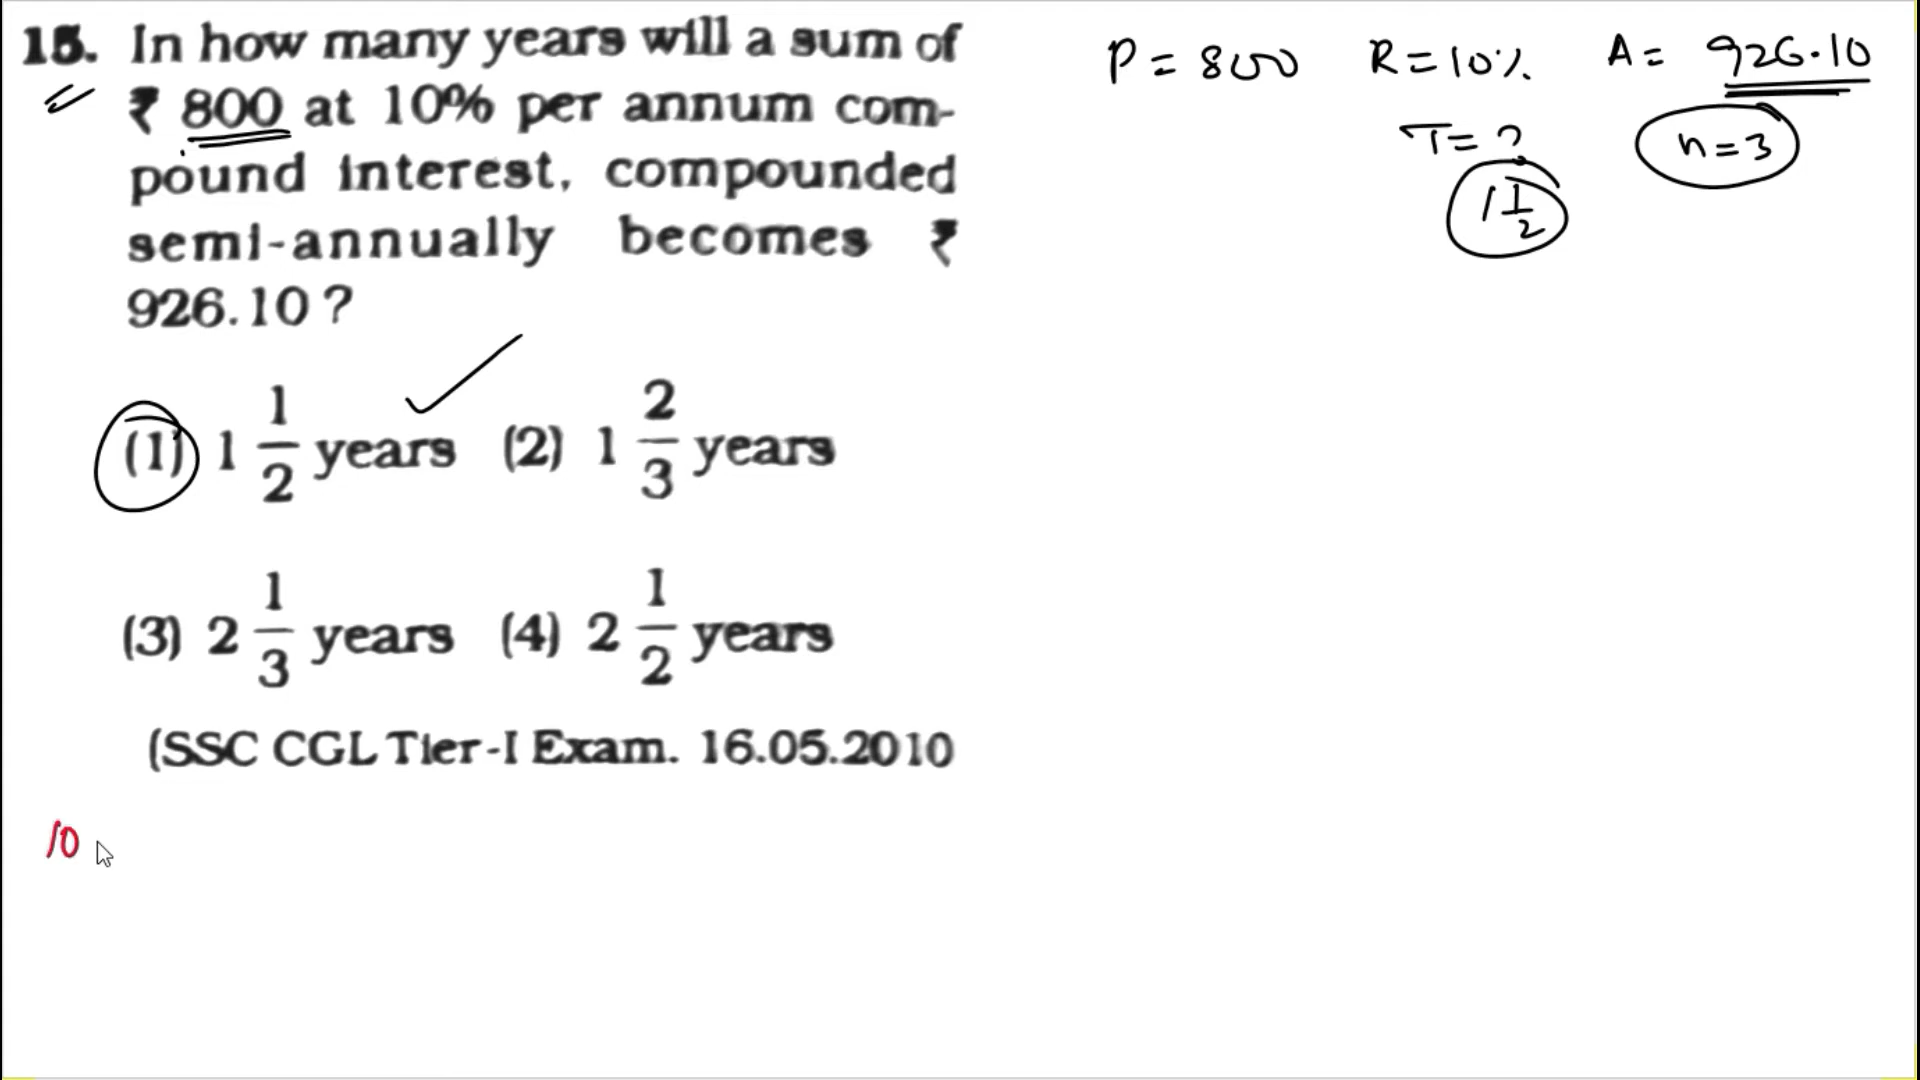 15. In how many years will a sum of
₹ 800 at 10% per annum com-
pound interest, compounded
semi-annually becomes ₹
926.10 ?
(1) 1 1/2 years (2) 1 2/3 years
(3) 2 1/3 years (4) 2 1/2 years
(SSC CGL Tier-I Exam. 16.05.2010
P = 800 R = 10% A = 926.10
T = ? n = 3
1 1/2
10